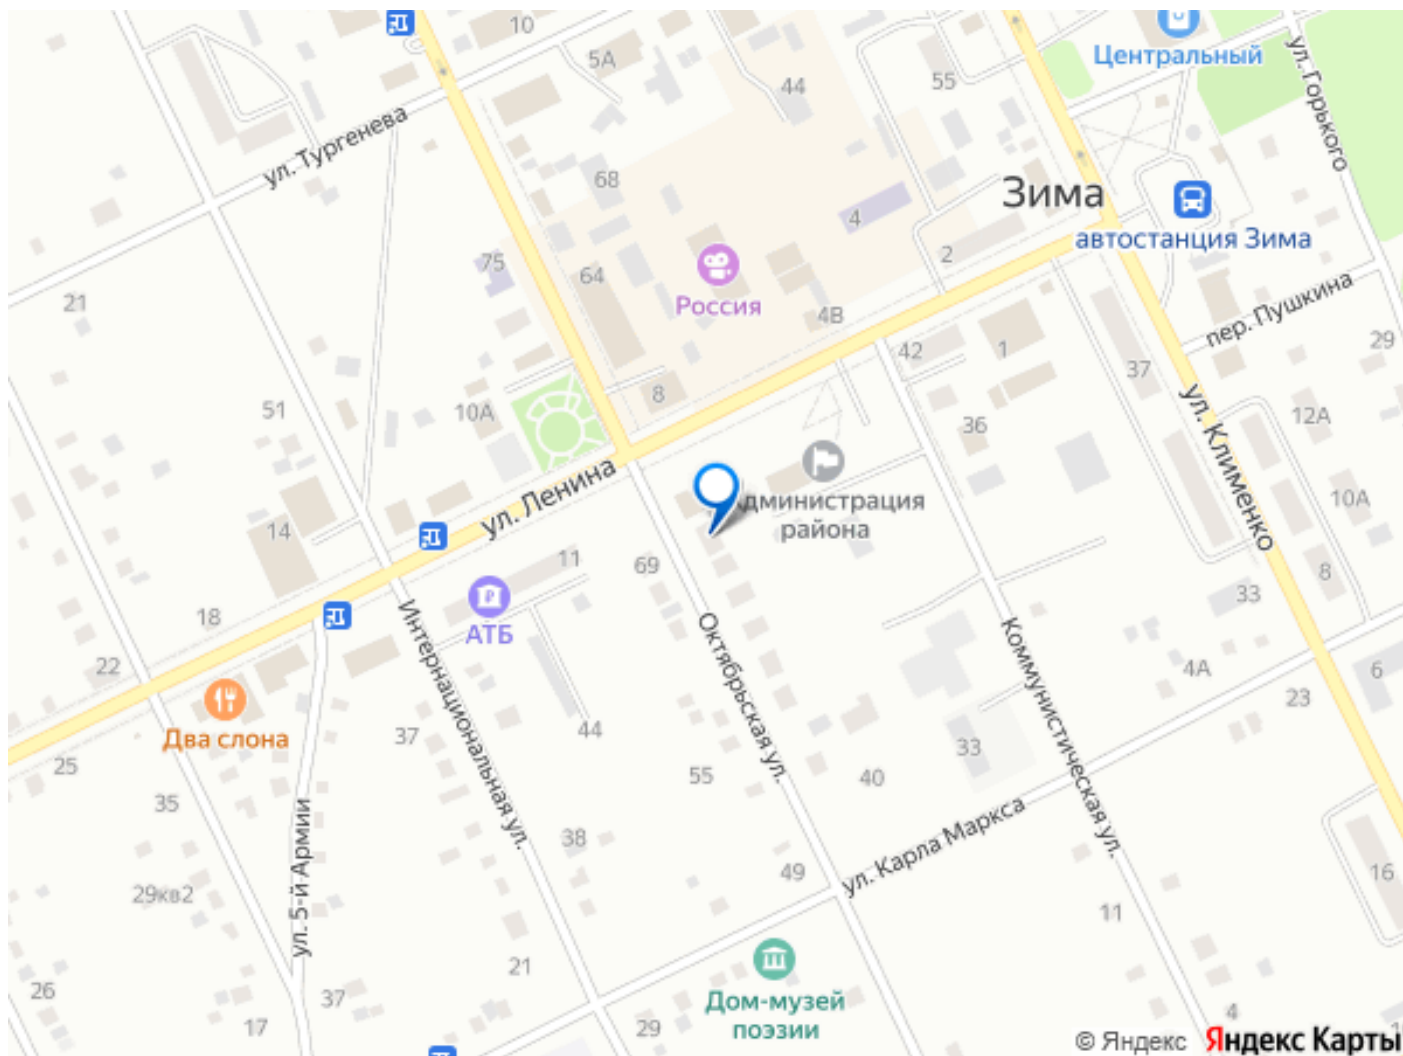 10
5А
44
55
Центральный
ул. Горького
ул. Тургенева
68
4
Зима
автостанция Зима
2
75
64
Россия
4В
21
пер. Пушкина
29
42
1
37
8
51
10А
36
12А
ул. Клименко
Администрация
района
10А
ул. Ленина
14
11
69
8
33
18
АТБ
Интернациональная ул.
Октябрьская ул.
Коммунистическая ул.
22
4А
6
23
Два слона
37
44
33
25
55
40
35
ул. 5-й Армии
38
ул. Карла Маркса
49
16
29кв2
11
21
26
37
Дом-музей
поэзии
17
29
4
© Яндекс Яндекс Карты